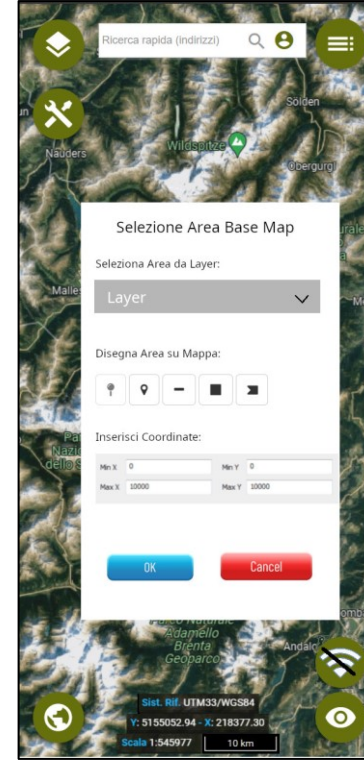 Ricerca rapida (indirizzi)
Sölden
Nauders
Wildspitze
Obergurgl
Selezione Area Base Map
Seleziona Area da Layer:
Layer
Disegna Area su Mappa:
Inserisci Coordinate:
Min X 0 Min Y 0
Max X 10000 Max Y 10000
OK Cancel
Adamello
Brenta
Geoparco
Sist. Rif. UTM33/WGS84
Y: 5155052.94 - X: 218377.30
Scala 1:545977 10 km